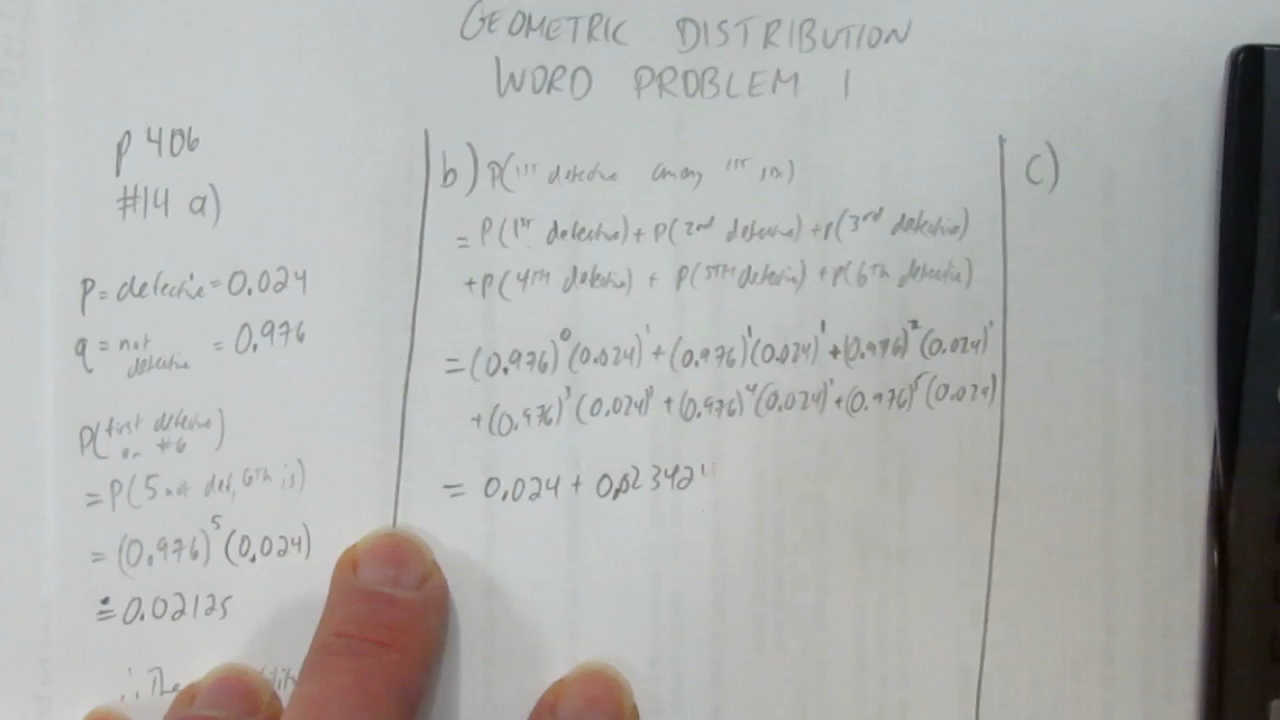 GEOMETRIC DISTRIBUTION
WORD PROBLEM 1
p 406
#14 a)
p = defective = 0.024
q = not defective = 0.976
P(first defective on #6)
= P(5 not def, 6TH is)
= (0.976)⁵(0.024)
≐ 0.02125
∴ The
b) P(1ST defective among 1ST six)
= P(1ST defective) + P(2nd defective) + P(3rd defective)
+ P(4TH defective) + P(5TH defective) + P(6TH defective)
= (0.976)⁰(0.024)¹ + (0.976)¹(0.024)¹ + (0.976)²(0.024)¹
+ (0.976)³(0.024)¹ + (0.976)⁴(0.024)¹ + (0.976)⁵(0.024)
= 0.024 + 0.02342
c)